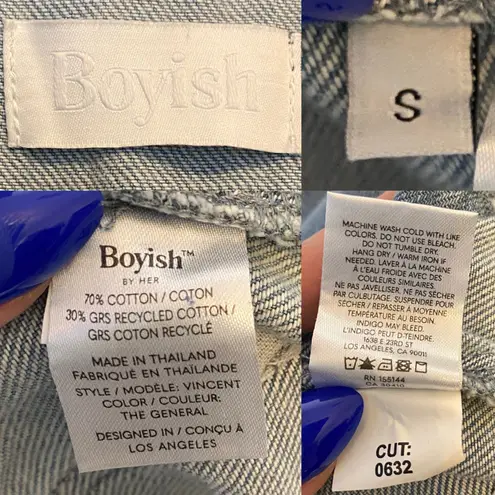 Boyish
S
Boyish™
BY HER
70% COTTON / COTON
30% GRS RECYCLED COTTON /
GRS COTON RECYCLÉ
MADE IN THAILAND
FABRIQUÉ EN THAÏLANDE
STYLE / MODÈLE: VINCENT
COLOR / COULEUR:
THE GENERAL
DESIGNED IN / CONÇU À
LOS ANGELES
MACHINE WASH COLD WITH LIKE
COLORS. DO NOT USE BLEACH.
DO NOT TUMBLE DRY.
HANG DRY / WARM IRON IF
NEEDED. LAVER À LA MACHINE
À L'EAU FROIDE AVEC DES
COULEURS SIMILAIRES.
NE PAS JAVELLISER. NE PAS SÉCHER
PAR CULBUTAGE. SUSPENDRE POUR
SÉCHER / REPASSER À MOYENNE
TEMPÉRATURE AU BESOIN.
INDIGO MAY BLEED.
L'INDIGO PEUT D-TEINDRE.
1638 E 23RD ST
LOS ANGELES, CA 90011
RN 158144
CA
CUT:
0632